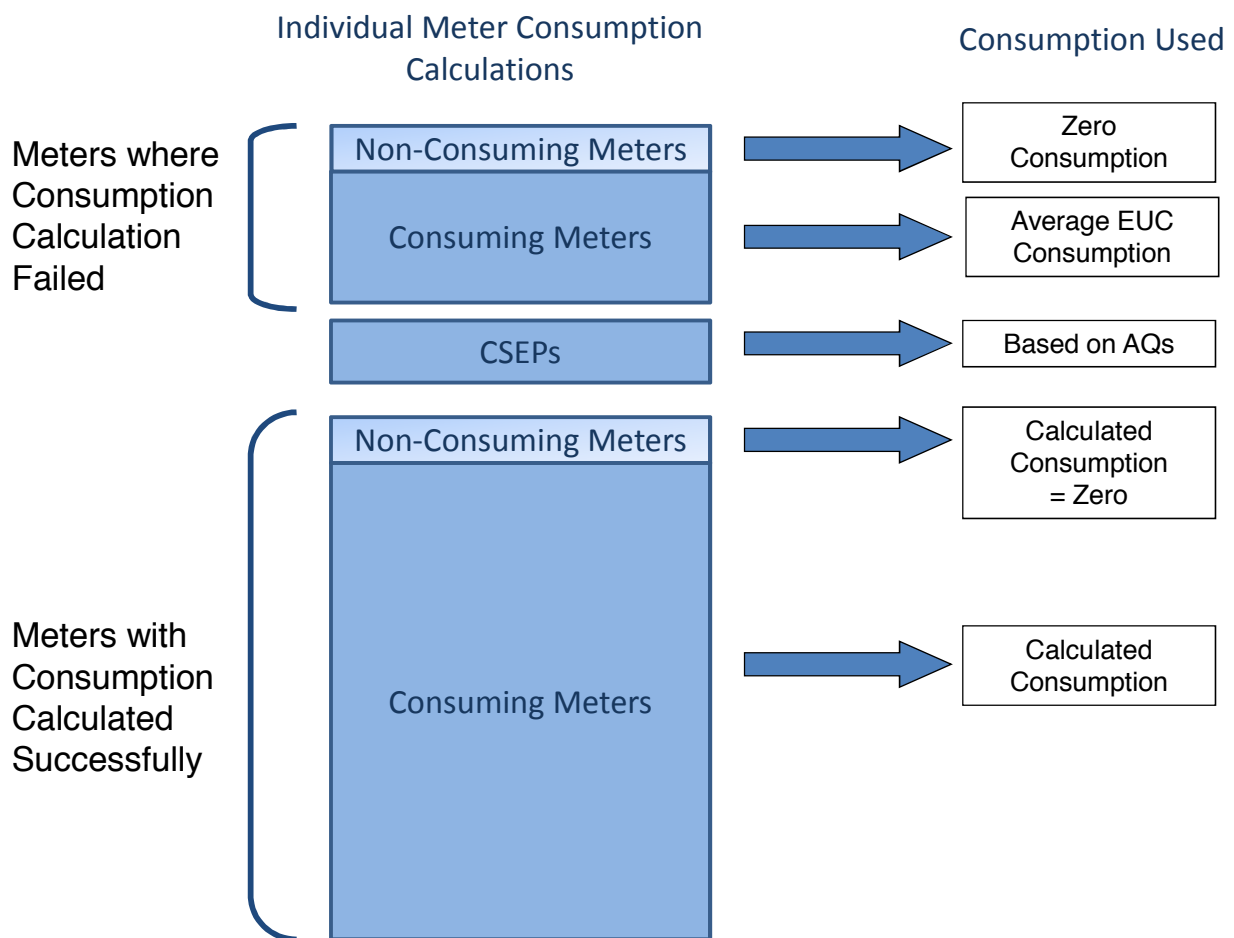 Individual Meter Consumption
Calculations
Consumption Used
Meters where
Consumption
Calculation
Failed
Non-Consuming Meters
Zero
Consumption
Consuming Meters
Average EUC
Consumption
CSEPs
Based on AQs
Meters with
Consumption
Calculated
Successfully
Non-Consuming Meters
Calculated
Consumption
= Zero
Consuming Meters
Calculated
Consumption